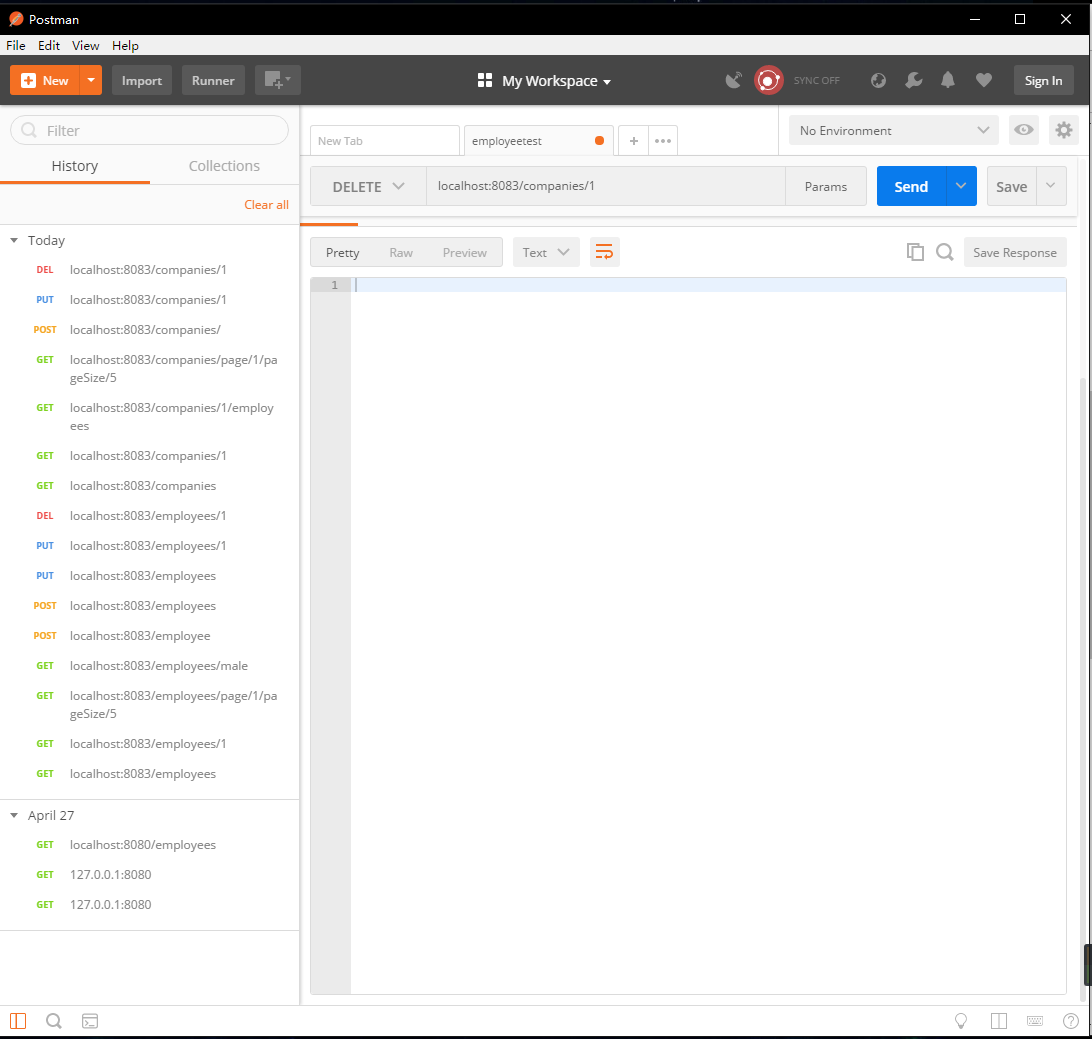 Postman
File Edit View Help
New Import Runner My Workspace SYNC OFF Sign In
Filter
History Collections
Clear all
Today
DEL localhost:8083/companies/1
PUT localhost:8083/companies/1
POST localhost:8083/companies/
GET localhost:8083/companies/page/1/pa
geSize/5
GET localhost:8083/companies/1/employ
ees
GET localhost:8083/companies/1
GET localhost:8083/companies
DEL localhost:8083/employees/1
PUT localhost:8083/employees/1
PUT localhost:8083/employees
POST localhost:8083/employees
POST localhost:8083/employee
GET localhost:8083/employees/male
GET localhost:8083/employees/page/1/pa
geSize/5
GET localhost:8083/employees/1
GET localhost:8083/employees
April 27
GET localhost:8080/employees
GET 127.0.0.1:8080
GET 127.0.0.1:8080
New Tab employeetest No Environment
DELETE localhost:8083/companies/1 Params Send Save
Pretty Raw Preview Text Save Response
1